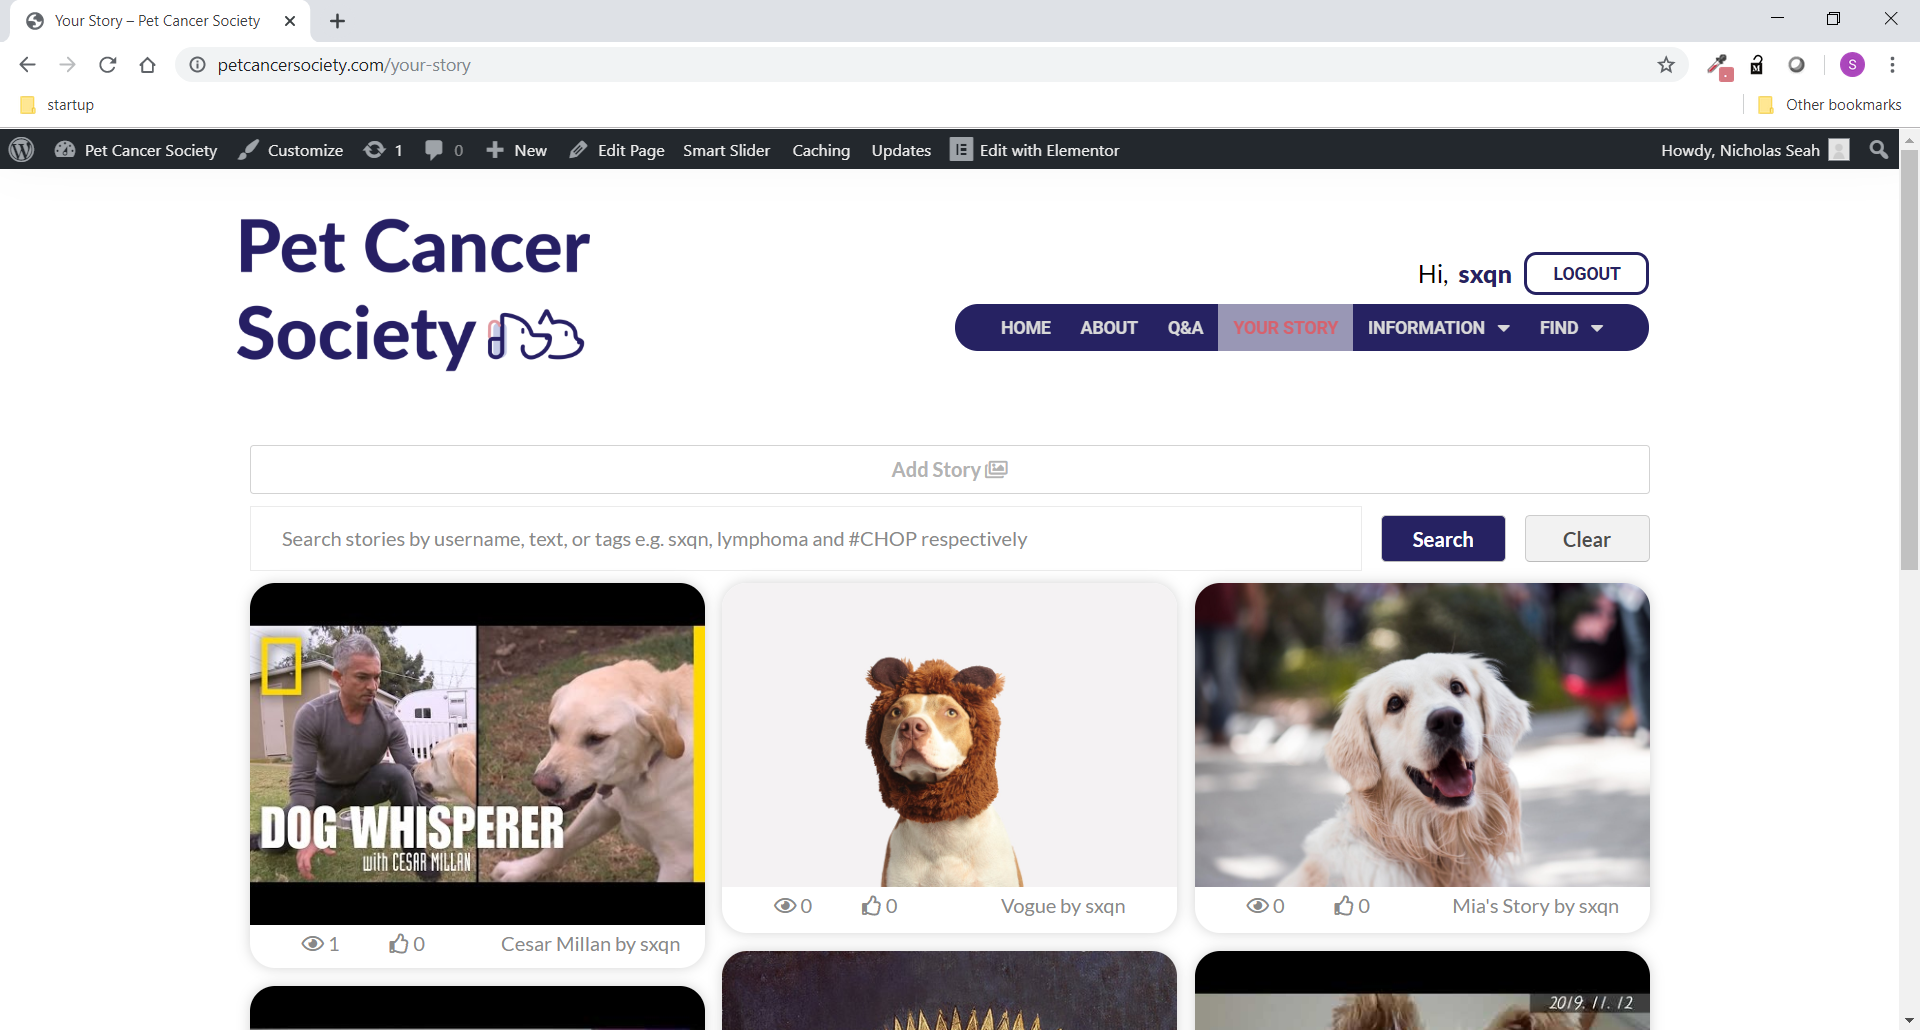 Your Story – Pet Cancer Society
petcancersociety.com/your-story
S
startup
Other bookmarks
Pet Cancer Society
Customize
1
0
New
Edit Page
Smart Slider
Caching
Updates
Edit with Elementor
Howdy, Nicholas Seah
Pet Cancer
Society
Hi, sxqn
LOGOUT
HOME
ABOUT
Q&A
YOUR STORY
INFORMATION
FIND
Add Story
Search stories by username, text, or tags e.g. sxqn, lymphoma and #CHOP respectively
Search
Clear
DOG WHISPERER
with CESAR MILLAN
1
0
Cesar Millan by sxqn
0
0
Vogue by sxqn
0
0
Mia's Story by sxqn
2019. 11. 12